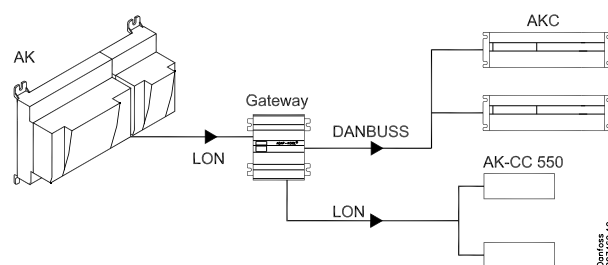 AKC
AK
Gateway
DANBUSS
LON
AK-CC 550
LON
Danfoss